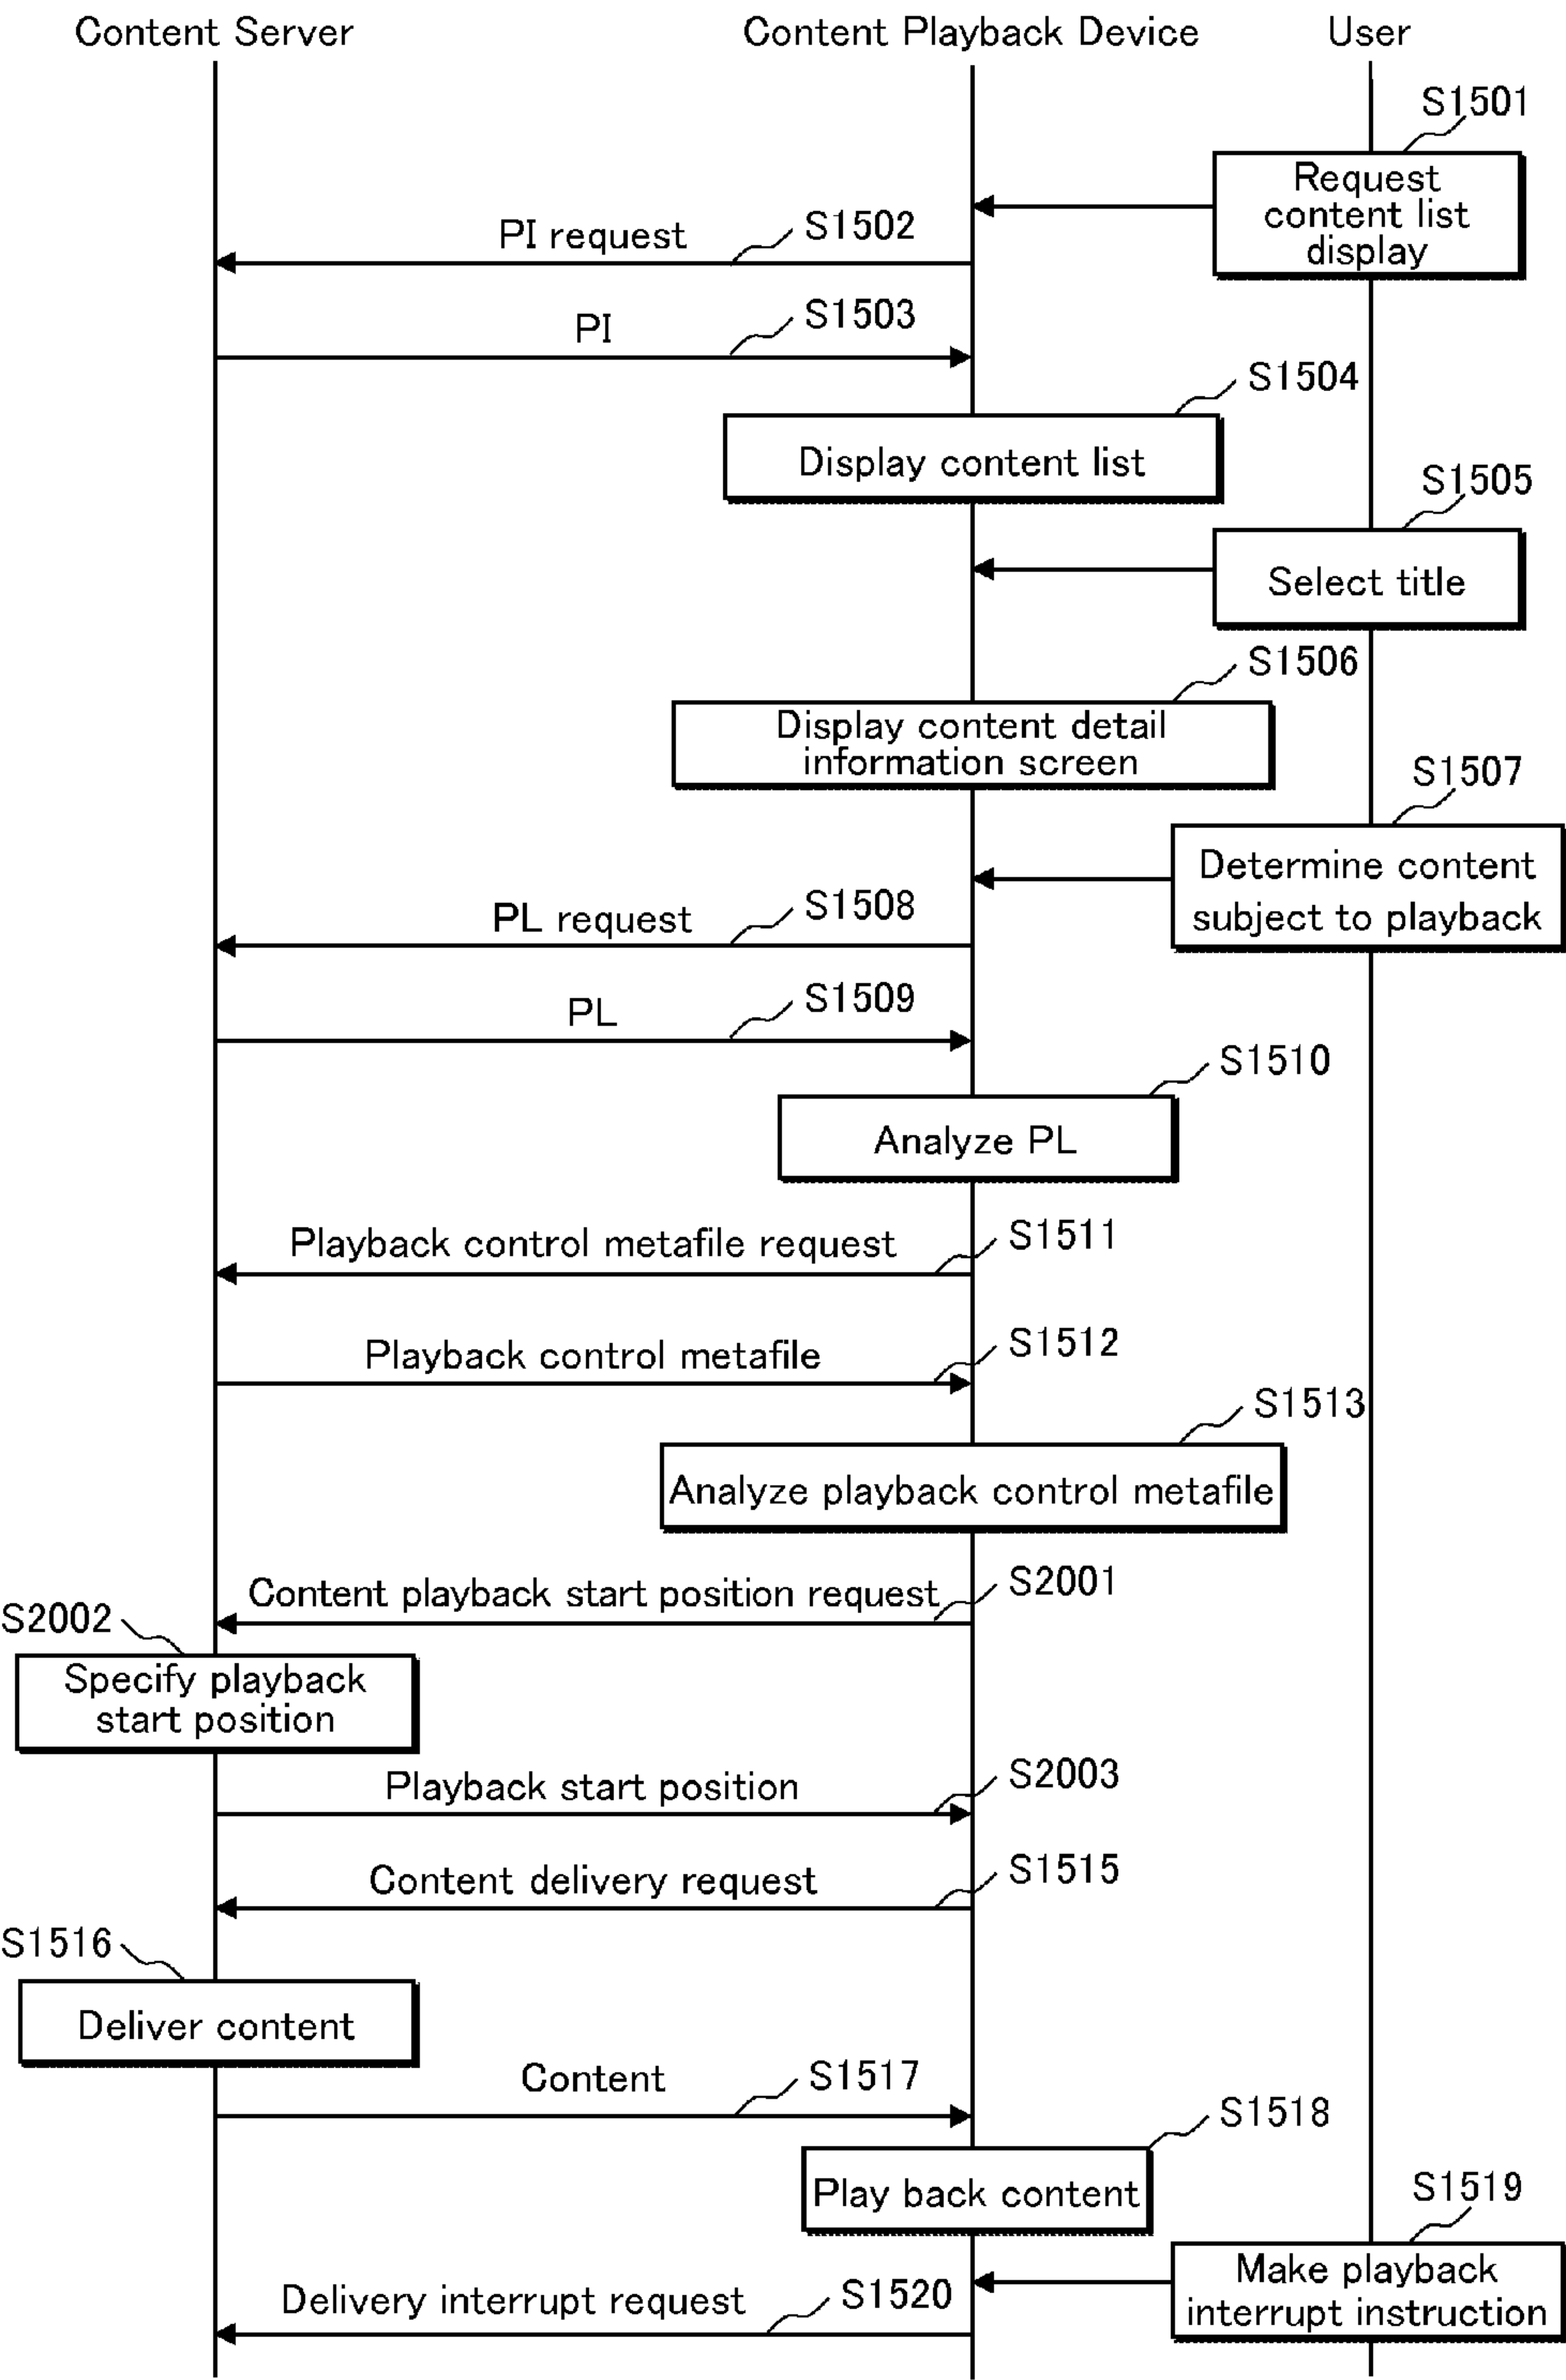 Content Server
Content Playback Device
User
S1501
Request
content list
display
PI request
S1502
PI
S1503
S1504
Display content list
S1505
Select title
S1506
Display content detail
information screen
S1507
Determine content
subject to playback
PL request
S1508
PL
S1509
S1510
Analyze PL
Playback control metafile request
S1511
Playback control metafile
S1512
S1513
Analyze playback control metafile
Content playback start position request
S2001
S2002
Specify playback
start position
Playback start position
S2003
Content delivery request
S1515
S1516
Deliver content
Content
S1517
S1518
Play back content
S1519
Make playback
interrupt instruction
Delivery interrupt request
S1520